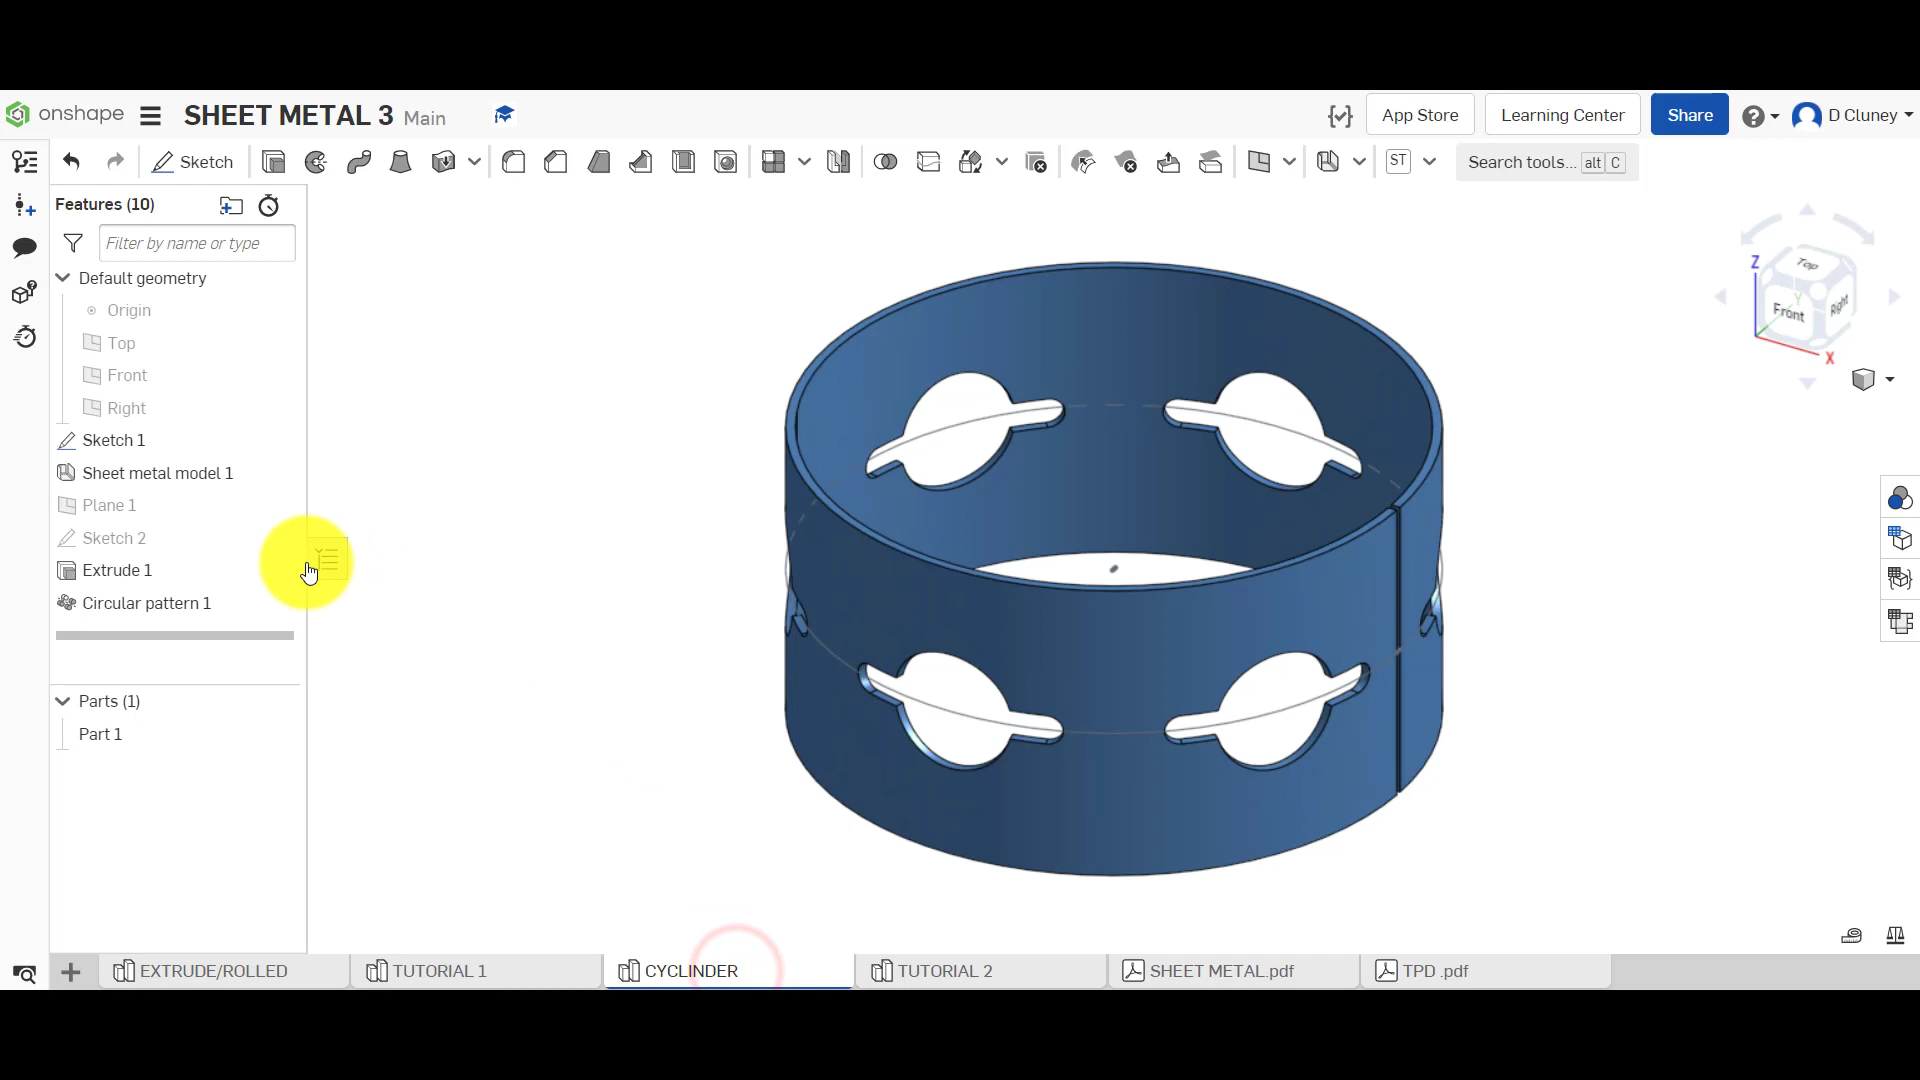 onshape
SHEET METAL 3 Main
App Store
Learning Center
Share
D Cluney
Sketch
ST
Search tools... alt C
Features (10)
Filter by name or type
Default geometry
Origin
Top
Front
Right
Sketch 1
Sheet metal model 1
Plane 1
Sketch 2
Extrude 1
Circular pattern 1
Parts (1)
Part 1
Z
Top
Y
Front
Right
X
EXTRUDE/ROLLED
TUTORIAL 1
CYCLINDER
TUTORIAL 2
SHEET METAL.pdf
TPD .pdf